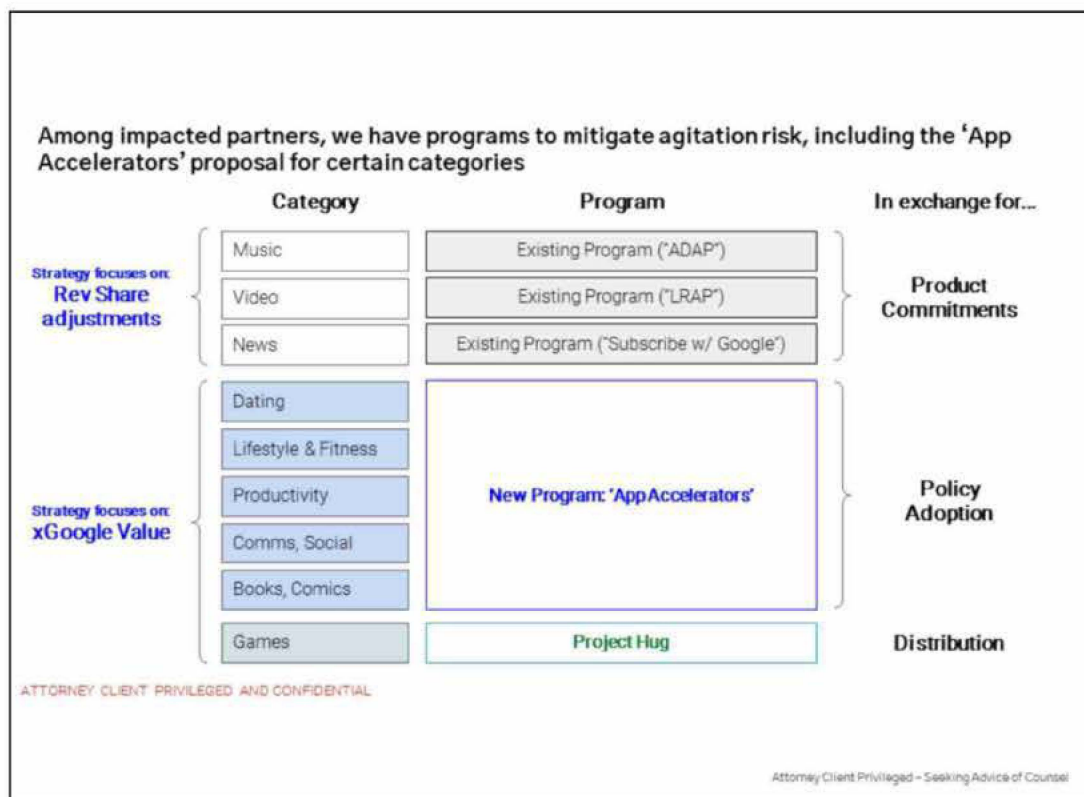 Among impacted partners, we have programs to mitigate agitation risk, including the ‘App
Accelerators’ proposal for certain categories
Category
Program
In exchange for...
Strategy focuses on:
Rev Share
adjustments
Music
Existing Program ("ADAP")
Video
Existing Program ("LRAP")
News
Existing Program ("Subscribe w/ Google")
Product
Commitments
Strategy focuses on:
xGoogle Value
Dating
Lifestyle & Fitness
Productivity
Comms, Social
Books, Comics
New Program: ‘App Accelerators’
Policy
Adoption
Games
Project Hug
Distribution
ATTORNEY CLIENT PRIVILEGED AND CONFIDENTIAL
Attorney Client Privileged – Seeking Advice of Counsel